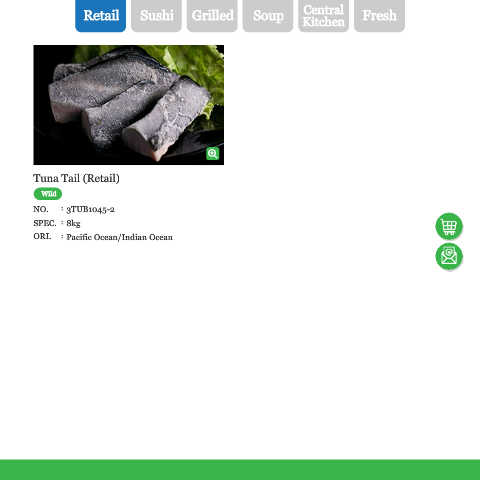 Retail
Sushi
Grilled
Soup
Central
Kitchen
Fresh
Tuna Tail (Retail)
Wild
NO. : 3TUB1045-2
SPEC. : 8kg
ORI. : Pacific Ocean/Indian Ocean